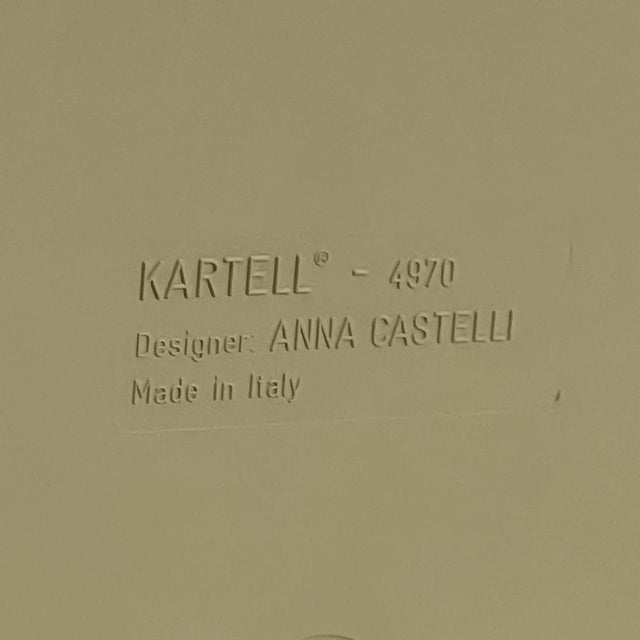 KARTELL® - 4970
Designer: ANNA CASTELLI
Made in Italy